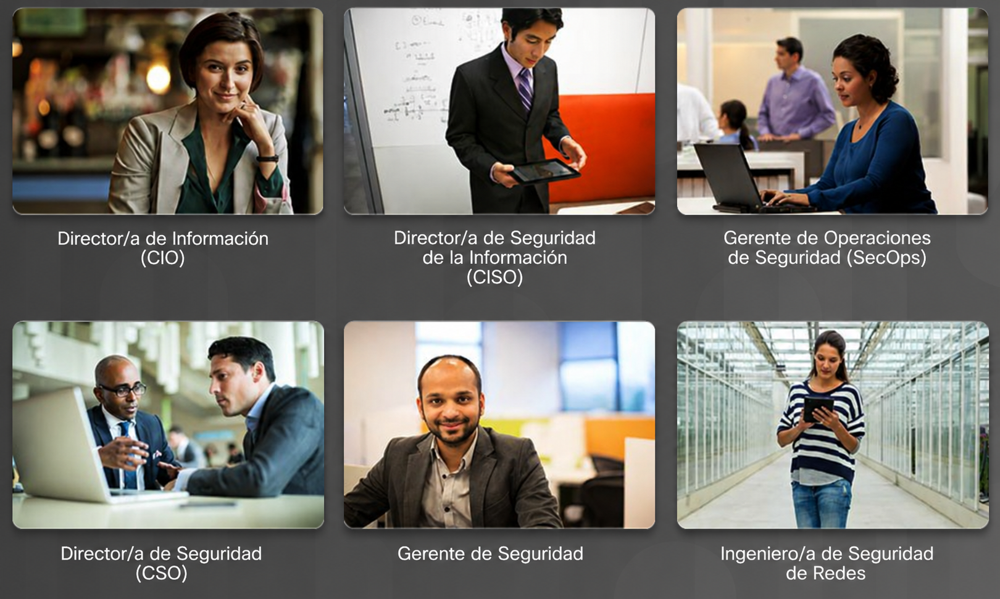 Director/a de Información
(CIO)
Director/a de Seguridad
de la Información
(CISO)
Gerente de Operaciones
de Seguridad (SecOps)
Director/a de Seguridad
(CSO)
Gerente de Seguridad
Ingeniero/a de Seguridad
de Redes